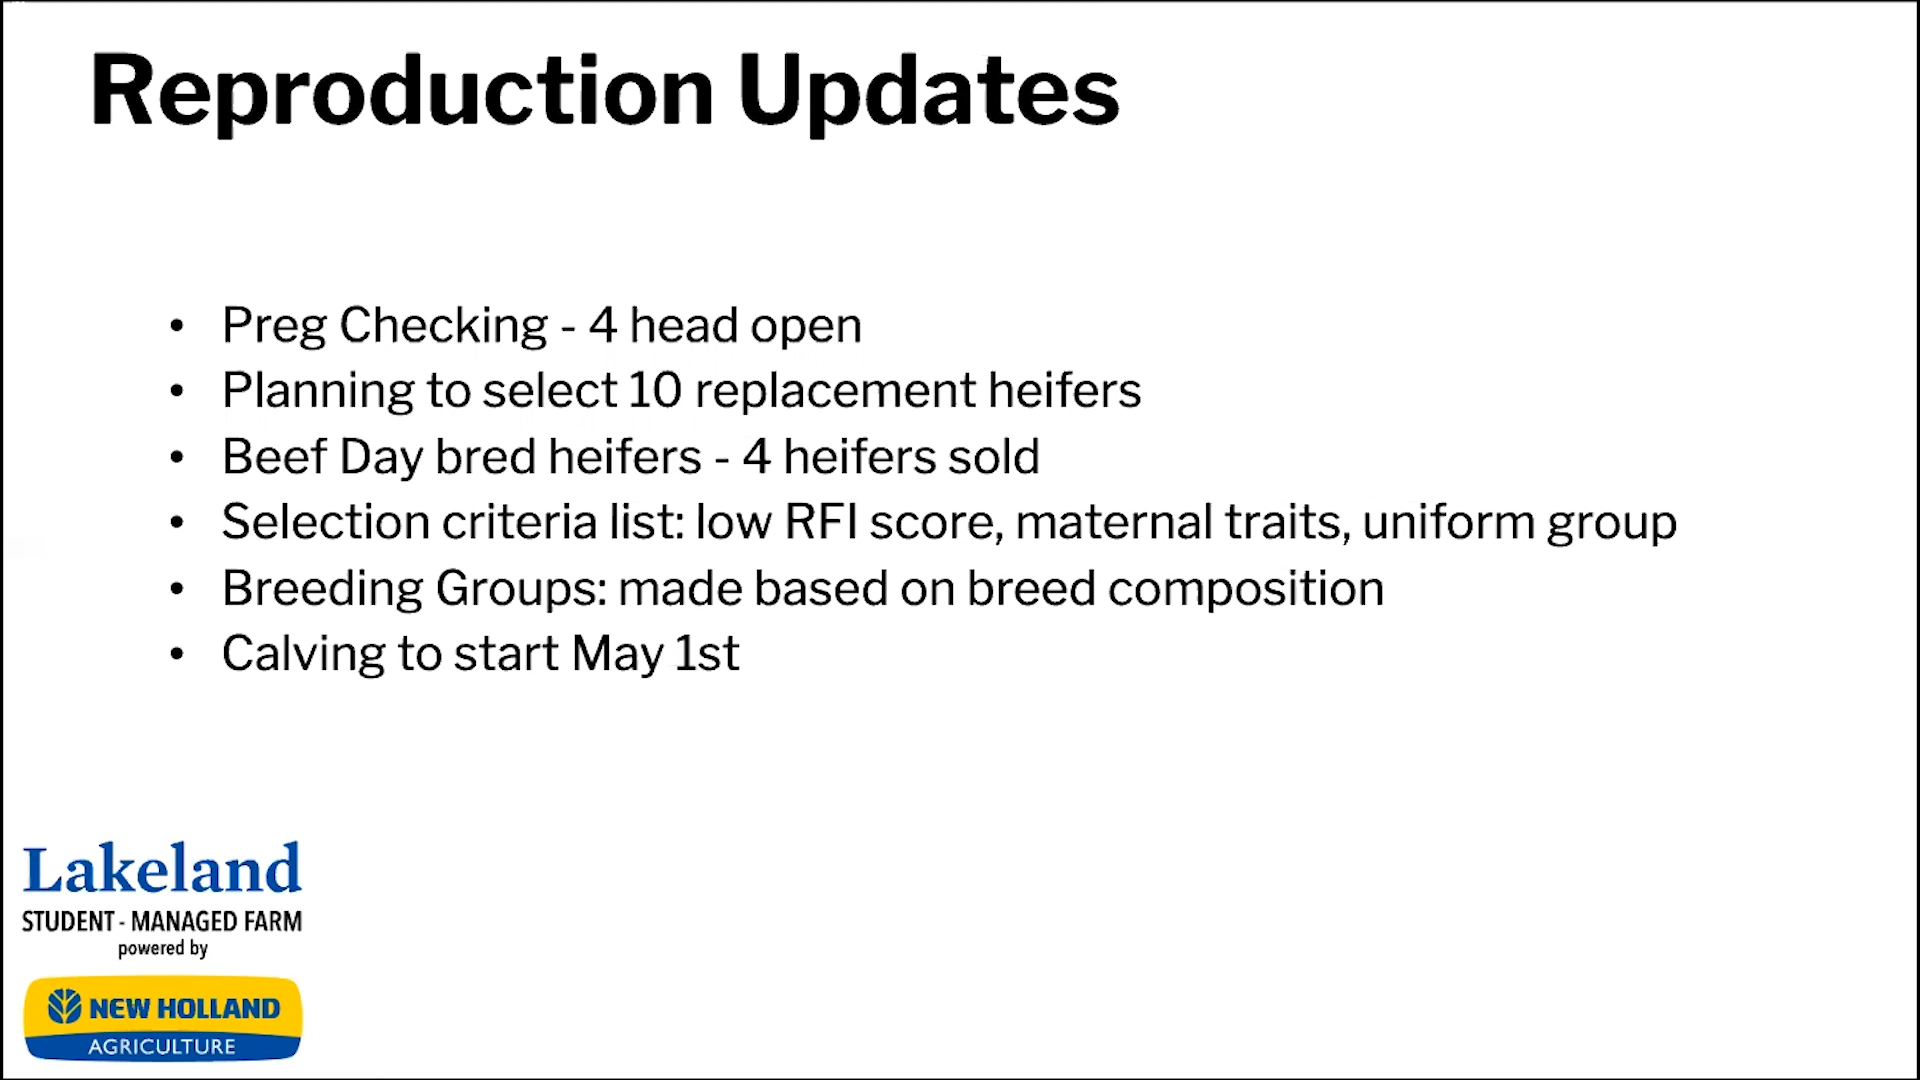 Reproduction Updates
• Preg Checking - 4 head open
• Planning to select 10 replacement heifers
• Beef Day bred heifers - 4 heifers sold
• Selection criteria list: low RFI score, maternal traits, uniform group
• Breeding Groups: made based on breed composition
• Calving to start May 1st
Lakeland
STUDENT - MANAGED FARM
powered by
NEW HOLLAND
AGRICULTURE